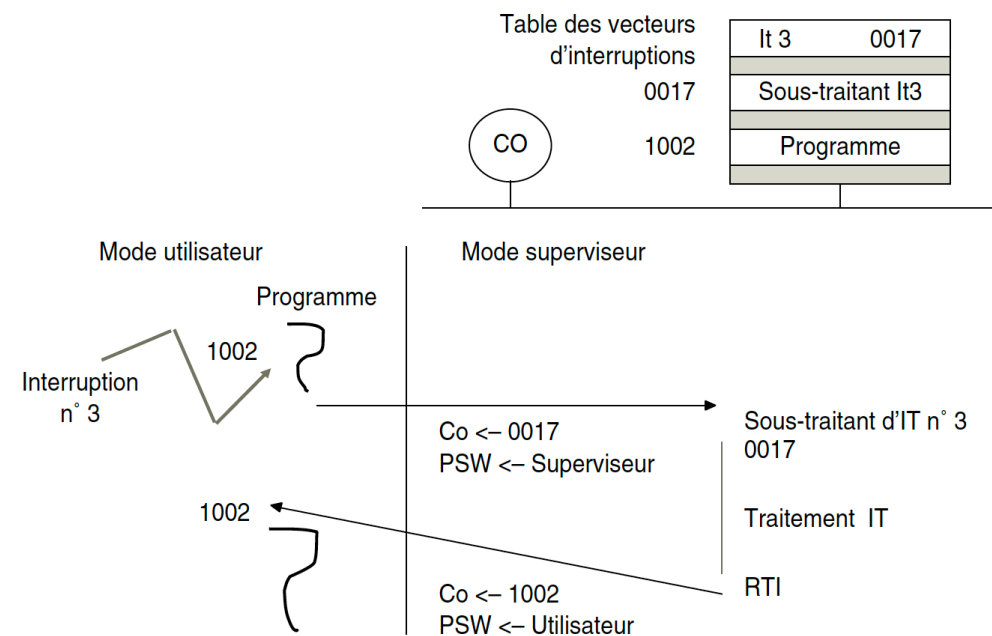 Table des vecteurs
d'interruptions
It 3 0017
0017 Sous-traitant It3
CO
1002 Programme
Mode utilisateur
Mode superviseur
Programme
1002
Interruption
n° 3
Co <– 0017
PSW <– Superviseur
Sous-traitant d'IT n° 3
0017
1002
Traitement IT
RTI
Co <– 1002
PSW <– Utilisateur